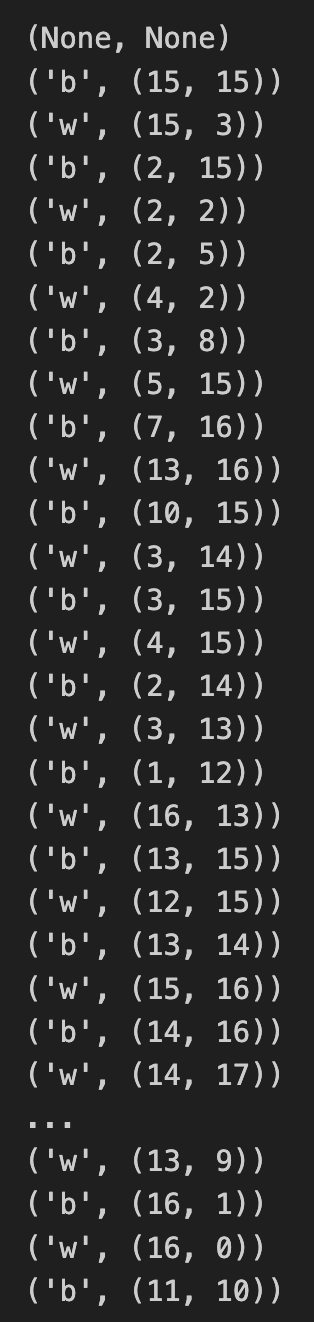 (None, None)
('b', (15, 15))
('w', (15, 3))
('b', (2, 15))
('w', (2, 2))
('b', (2, 5))
('w', (4, 2))
('b', (3, 8))
('w', (5, 15))
('b', (7, 16))
('w', (13, 16))
('b', (10, 15))
('w', (3, 14))
('b', (3, 15))
('w', (4, 15))
('b', (2, 14))
('w', (3, 13))
('b', (1, 12))
('w', (16, 13))
('b', (13, 15))
('w', (12, 15))
('b', (13, 14))
('w', (15, 16))
('b', (14, 16))
('w', (14, 17))
...
('w', (13, 9))
('b', (16, 1))
('w', (16, 0))
('b', (11, 10))